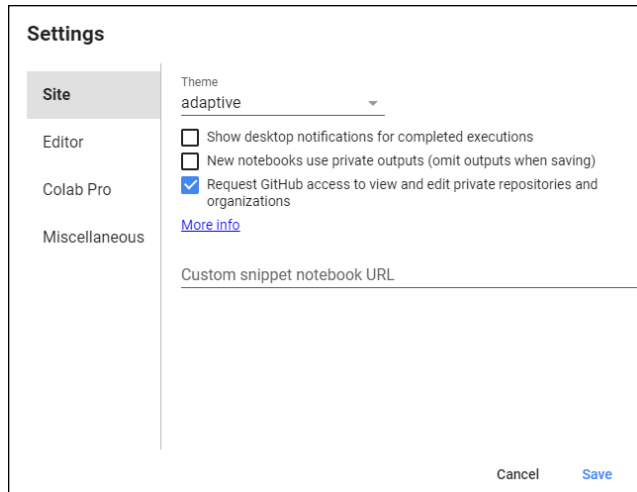 Settings
Site
Editor
Colab Pro
Miscellaneous
Theme
adaptive
Show desktop notifications for completed executions
New notebooks use private outputs (omit outputs when saving)
Request GitHub access to view and edit private repositories and
organizations
More info
Custom snippet notebook URL
Cancel
Save